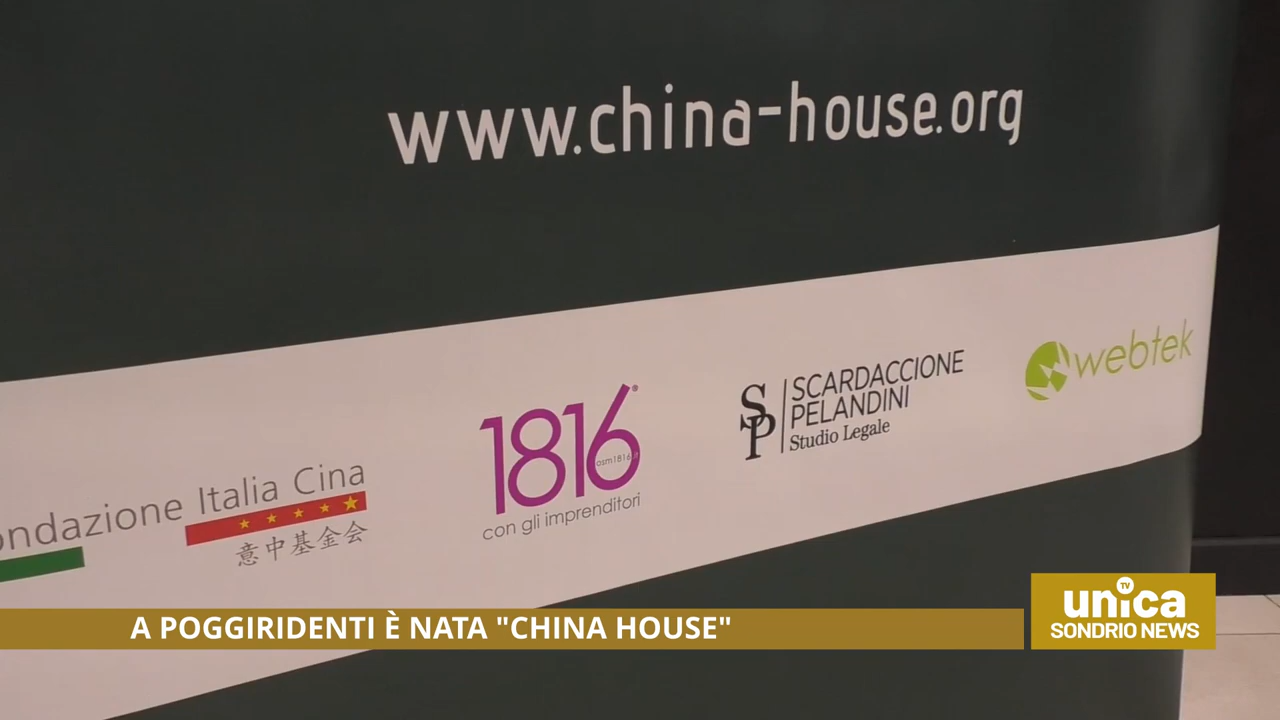 www.china-house.org
ondazione Italia Cina
意中基金会
1816®
osm1816.it
con gli imprenditori
SP
SCARDACCIONE
PELANDINI
Studio Legale
webtek
A POGGIRIDENTI È NATA "CHINA HOUSE"
TV
unica
SONDRIO NEWS